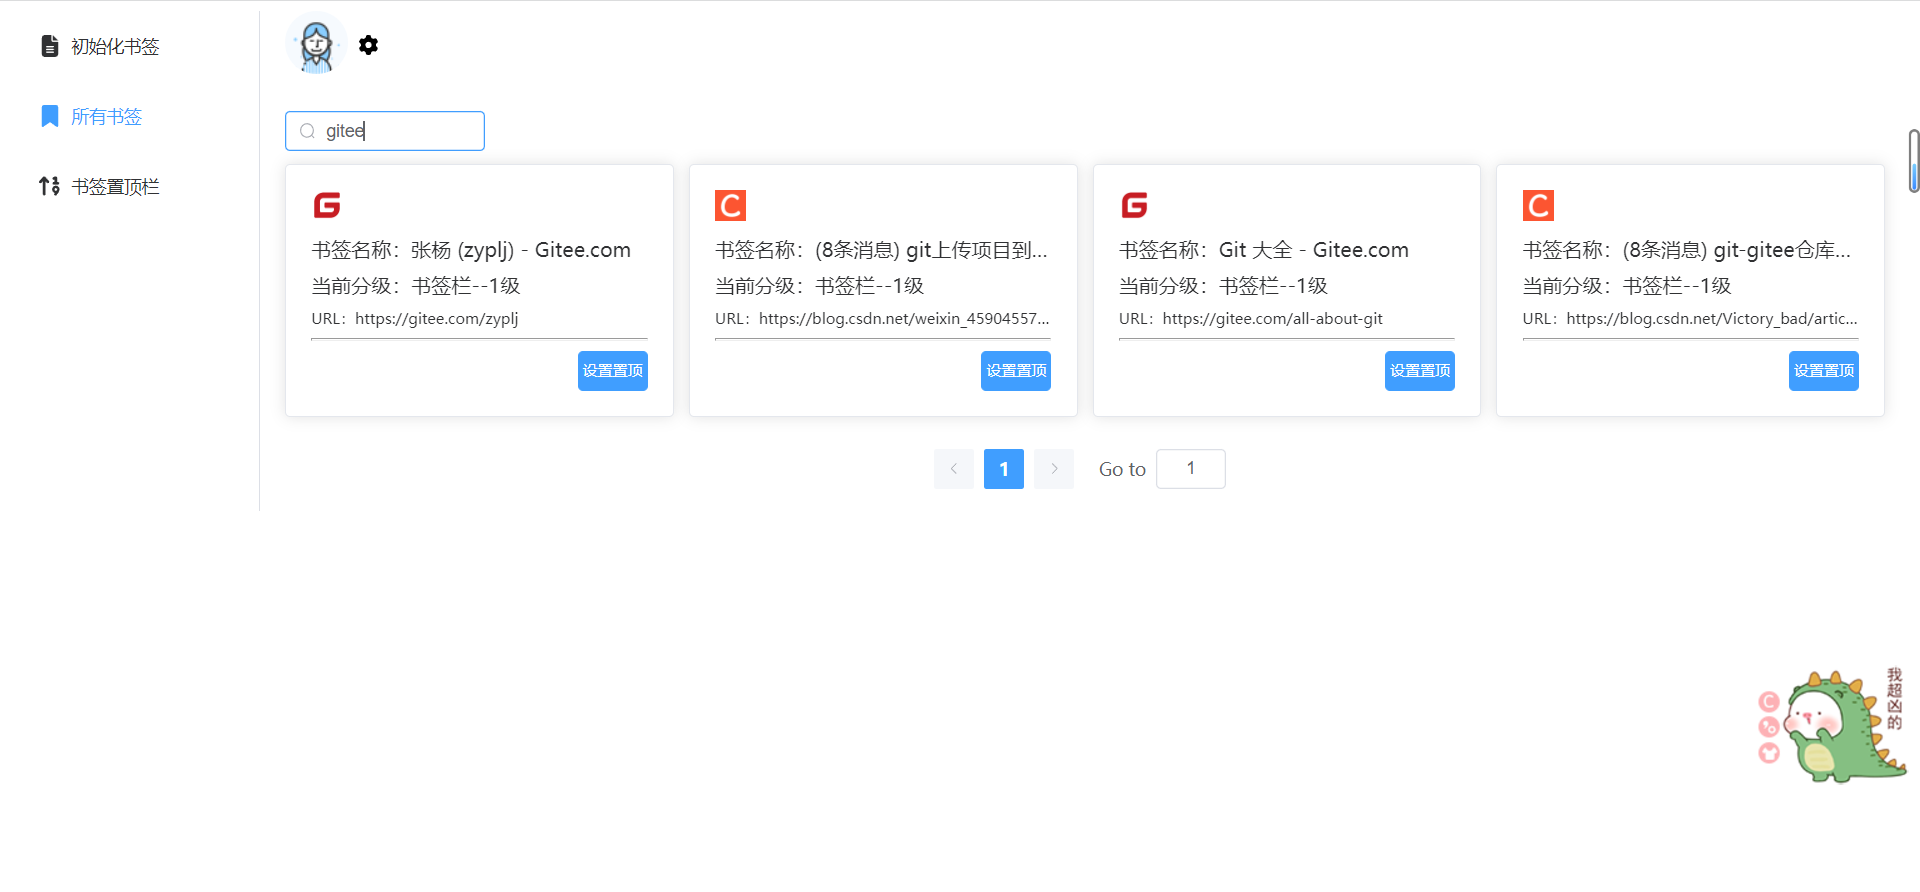 初始化书签
所有书签
书签置顶栏
gitee
G
书签名称：张杨 (zyplj) - Gitee.com
当前分级：书签栏--1级
URL：https://gitee.com/zyplj
设置置顶
C
书签名称：(8条消息) git上传项目到...
当前分级：书签栏--1级
URL：https://blog.csdn.net/weixin_45904557...
设置置顶
G
书签名称：Git 大全 - Gitee.com
当前分级：书签栏--1级
URL：https://gitee.com/all-about-git
设置置顶
C
书签名称：(8条消息) git-gitee仓库...
当前分级：书签栏--1级
URL：https://blog.csdn.net/Victory_bad/artic...
设置置顶
1
Go to
1
我超凶的
C